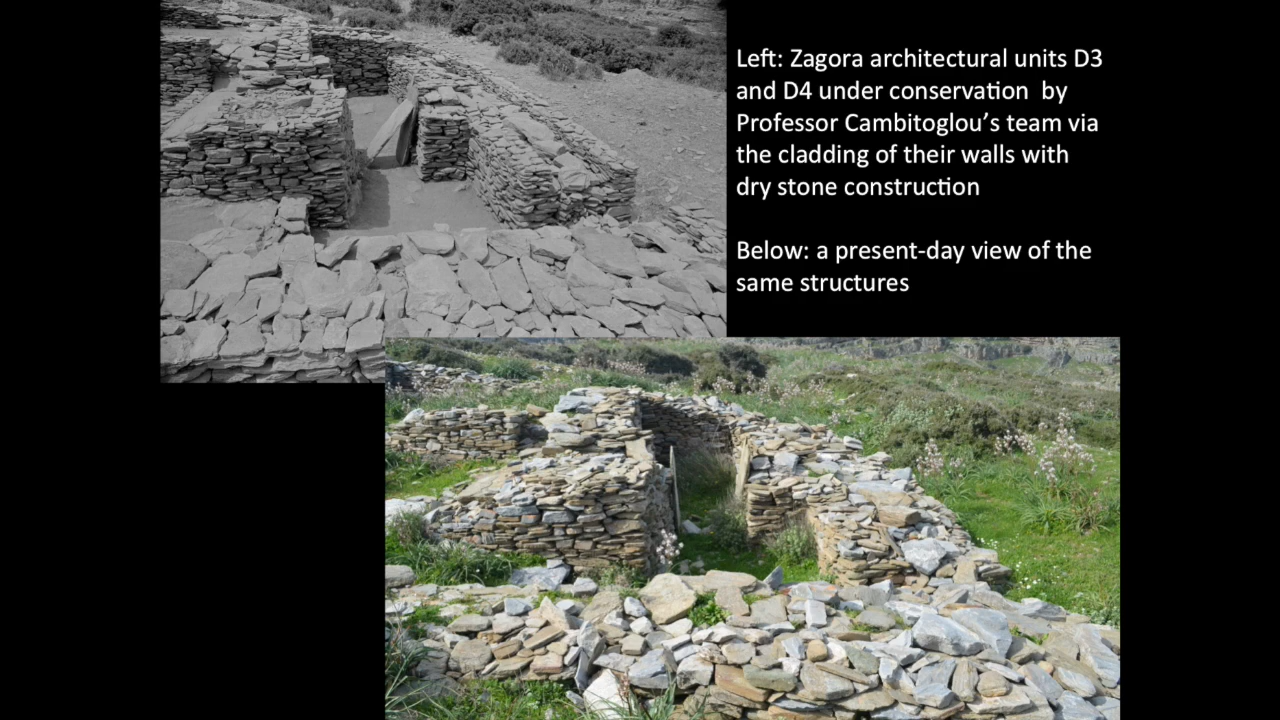 Left: Zagora architectural units D3
and D4 under conservation  by
Professor Cambitoglou’s team via
the cladding of their walls with
dry stone construction
Below: a present-day view of the
same structures